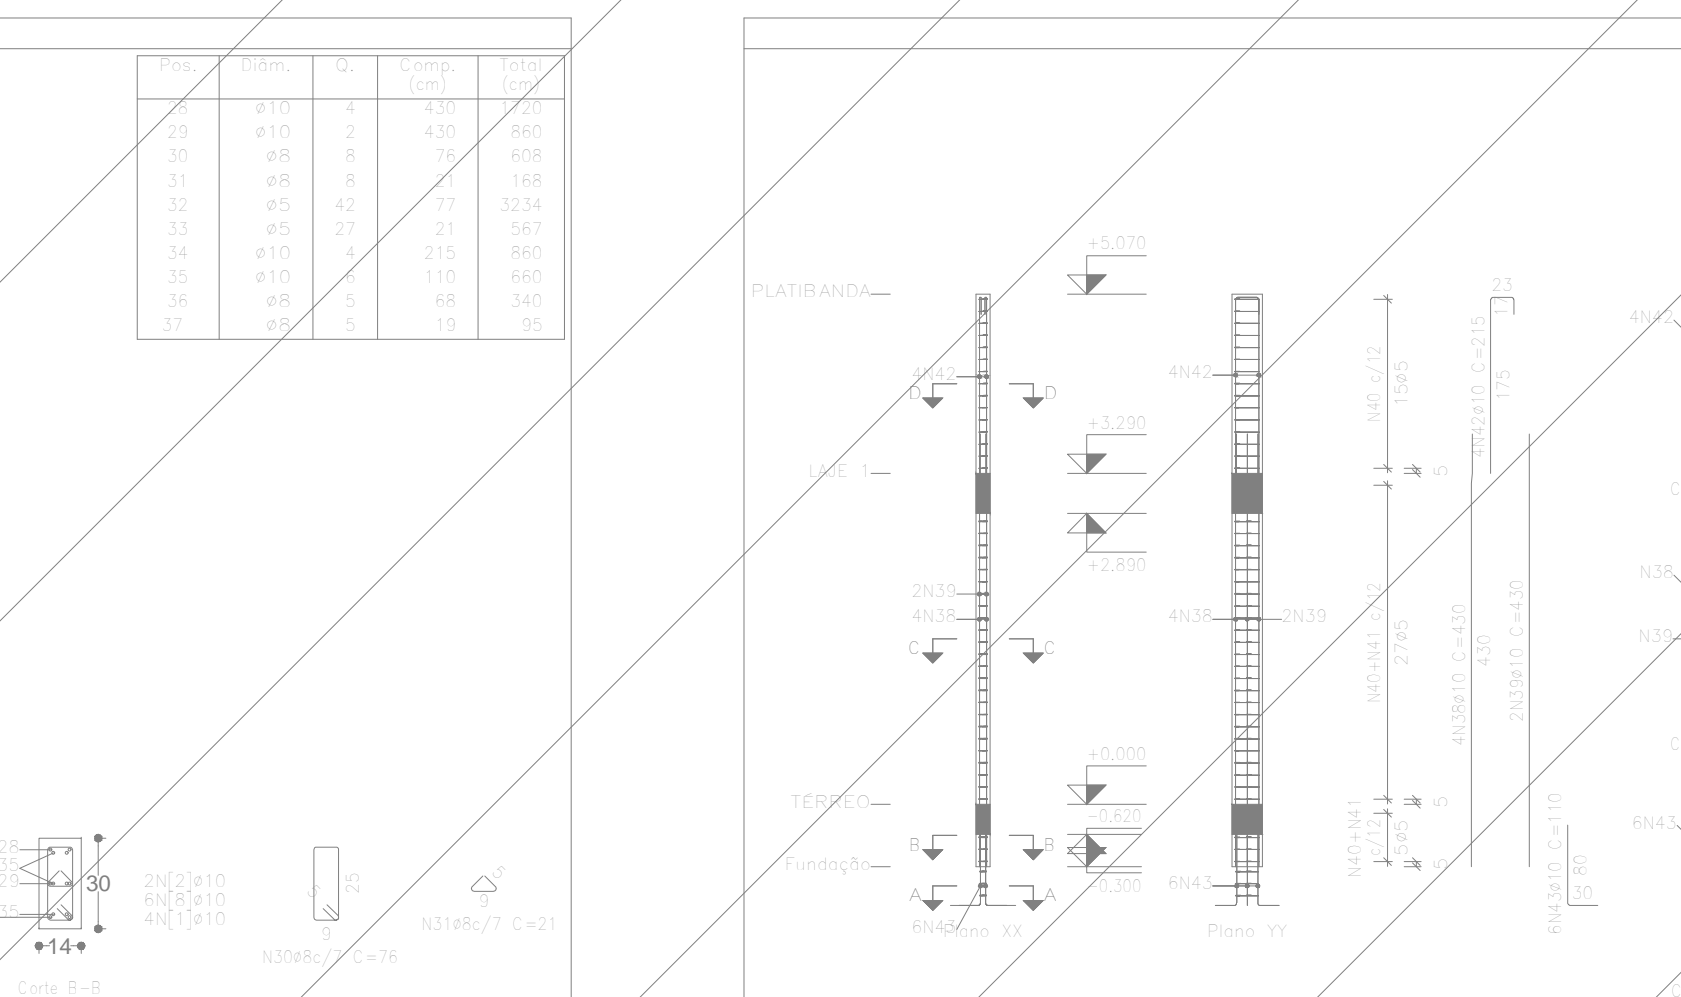 Pos. Diâm. Q. Comp. (cm) Total (cm)
28 ø10 4 430 1720
29 ø10 2 430 860
30 ø8 8 76 608
31 ø8 8 21 168
32 ø5 42 77 3234
33 ø5 27 21 567
34 ø10 4 215 860
35 ø10 6 110 660
36 ø8 5 68 340
37 ø8 5 19 95
28
35
29
35
30
14
Corte B-B
2N[2]ø10
6N[8]ø10
4N[1]ø10
5
25
9
N30ø8c/7 C=76
5
9
N31ø8c/7 C=21
PLATIBANDA
+5.070
4N42
D D
+3.290
LAJE 1
+2.890
2N39
4N38
C C
+0.000
TÉRREO
-0.620
B B
Fundação
-0.300
A A
6N43
Plano XX
4N42
4N38 2N39
6N43
Plano YY
N40 c/12
15ø5
5
N40+N41 c/12
27ø5
5
N40+N41
c/12
5ø5
5
23
17
4N42ø10 C=215
175
4N38ø10 C=430
430
2N39ø10 C=430
6N43ø10 C=110
80
30
4N42
C
N38
N39
C
6N43
C